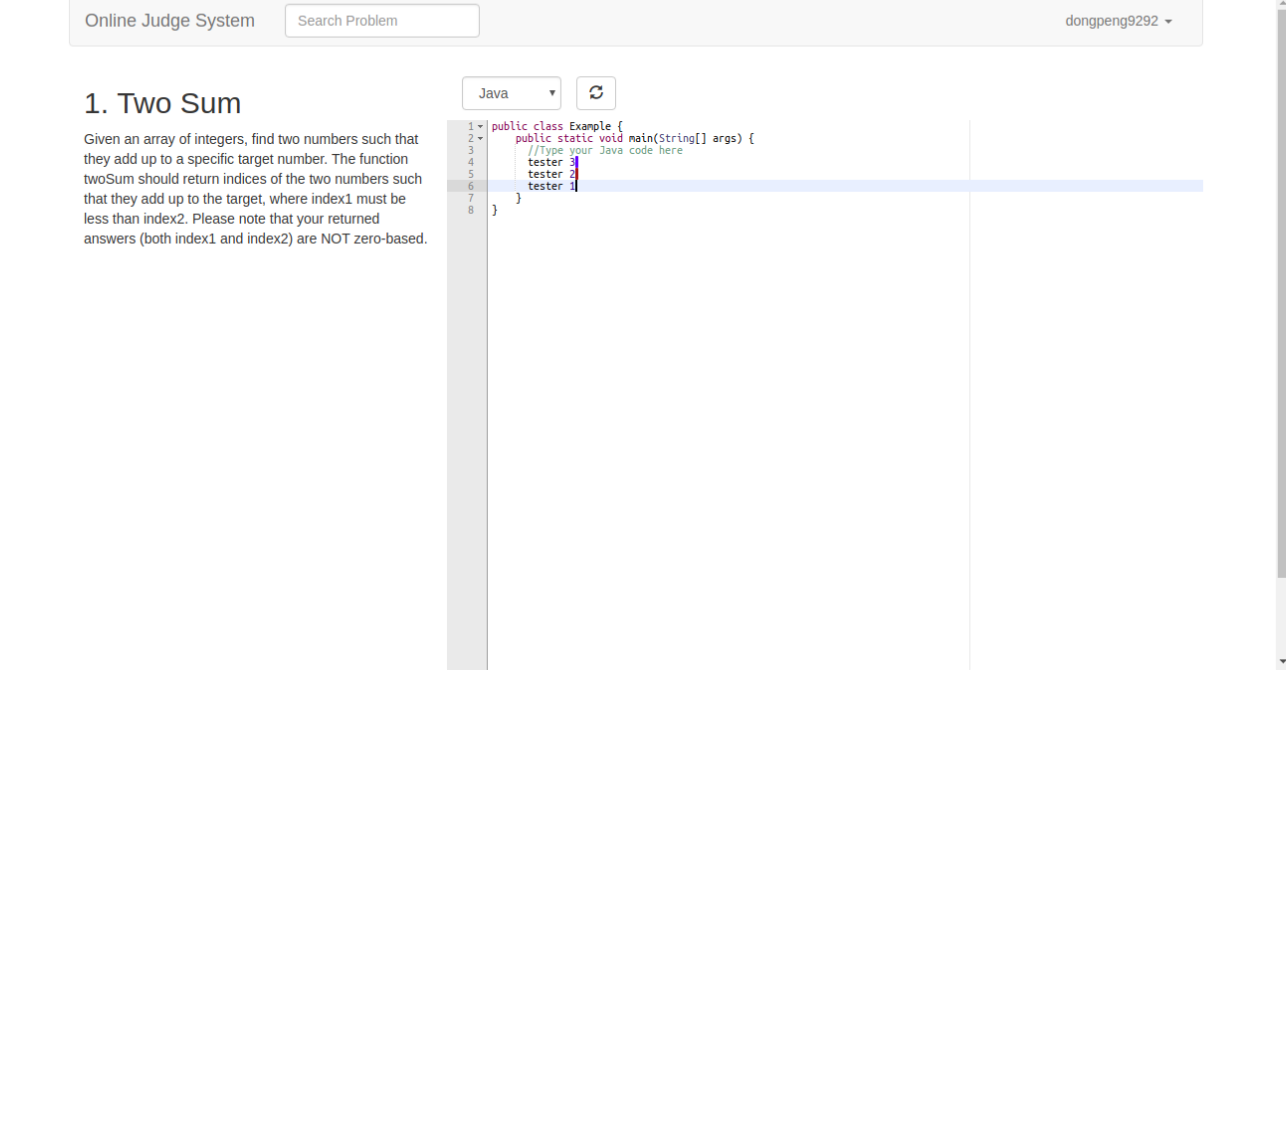 Online Judge System
Search Problem
dongpeng9292
1. Two Sum
Given an array of integers, find two numbers such that
they add up to a specific target number. The function
twoSum should return indices of the two numbers such
that they add up to the target, where index1 must be
less than index2. Please note that your returned
answers (both index1 and index2) are NOT zero-based.
Java
1 public class Example {
2     public static void main(String[] args) {
3       //Type your Java code here
4       tester 3
5       tester 2
6       tester 1
7     }
8 }